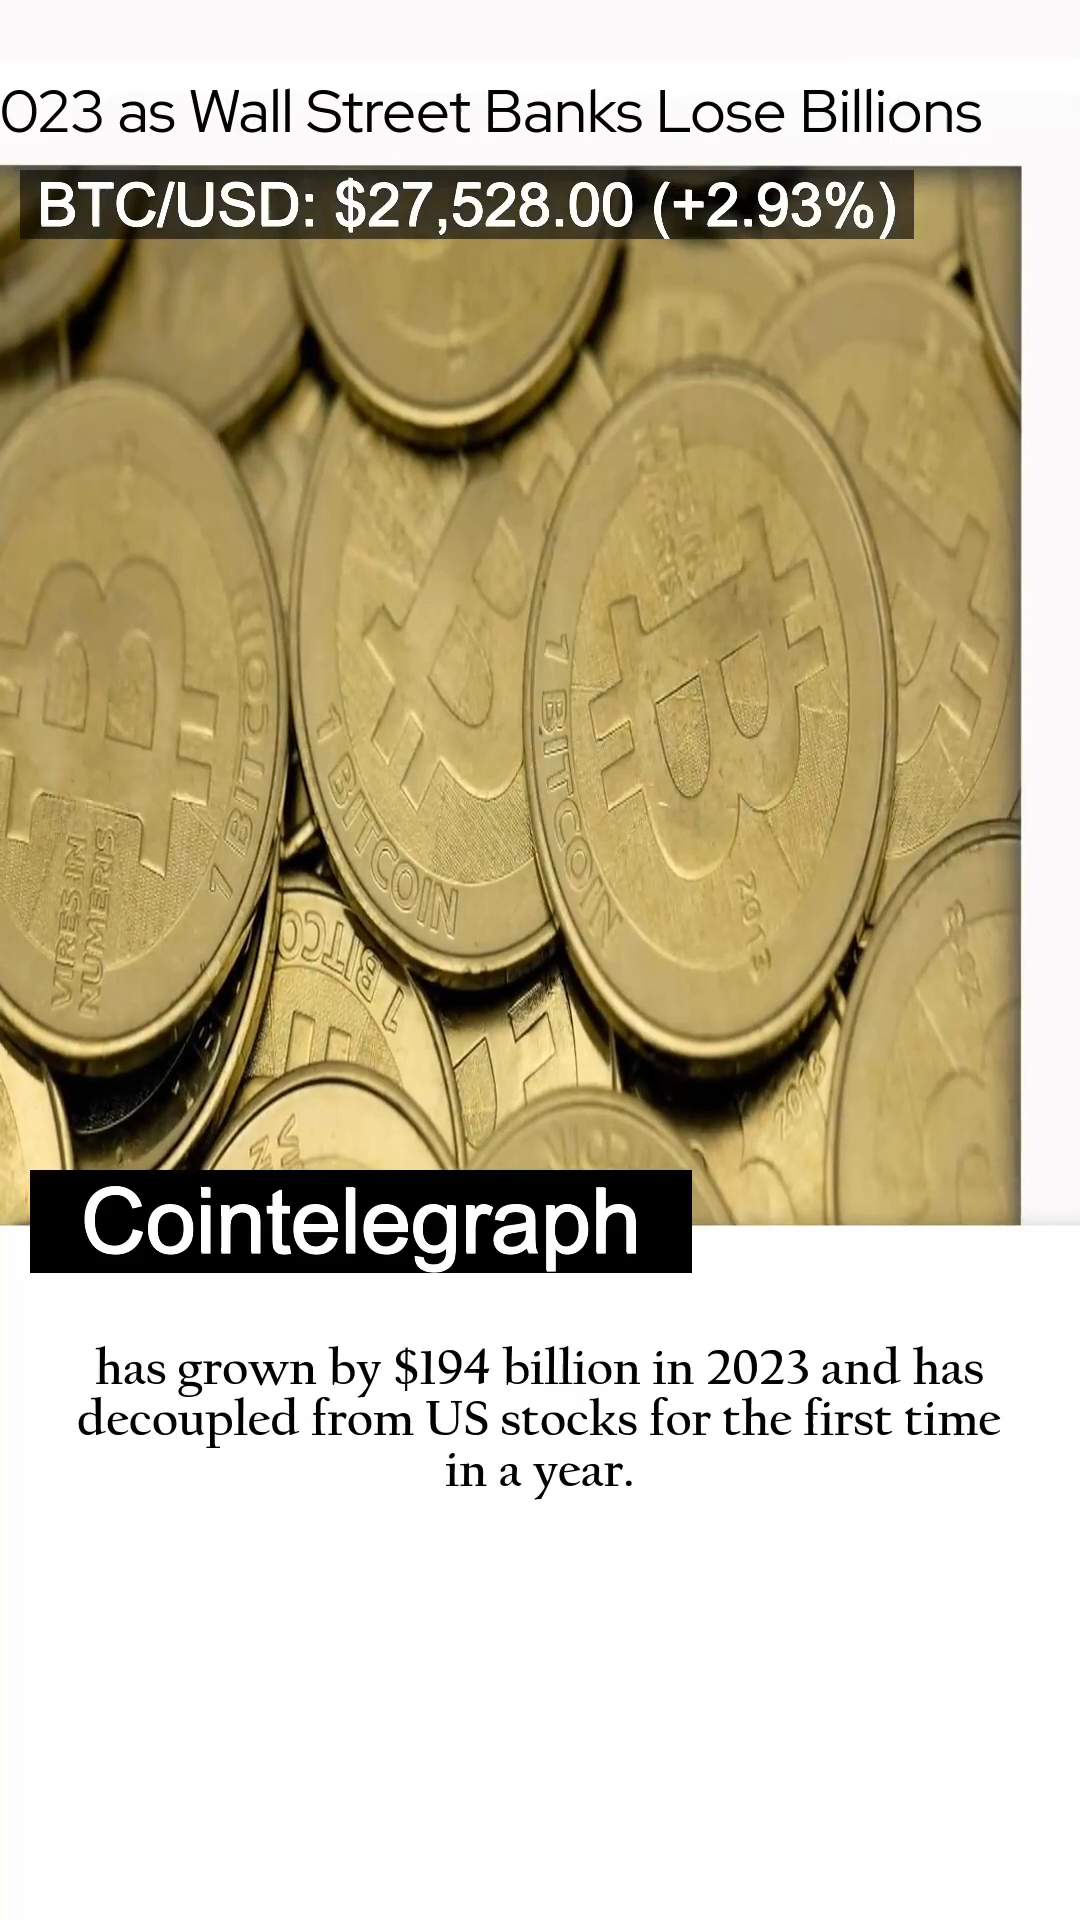 023 as Wall Street Banks Lose Billions
BTC/USD: $27,528.00 (+2.93%)
1 BITCOIN
VIRES IN
NUMERIS
1 BITCOIN
1 BITCOIN
2013
1 BITCO
2013
Cointelegraph
has grown by $194 billion in 2023 and has
decoupled from US stocks for the first time
in a year.